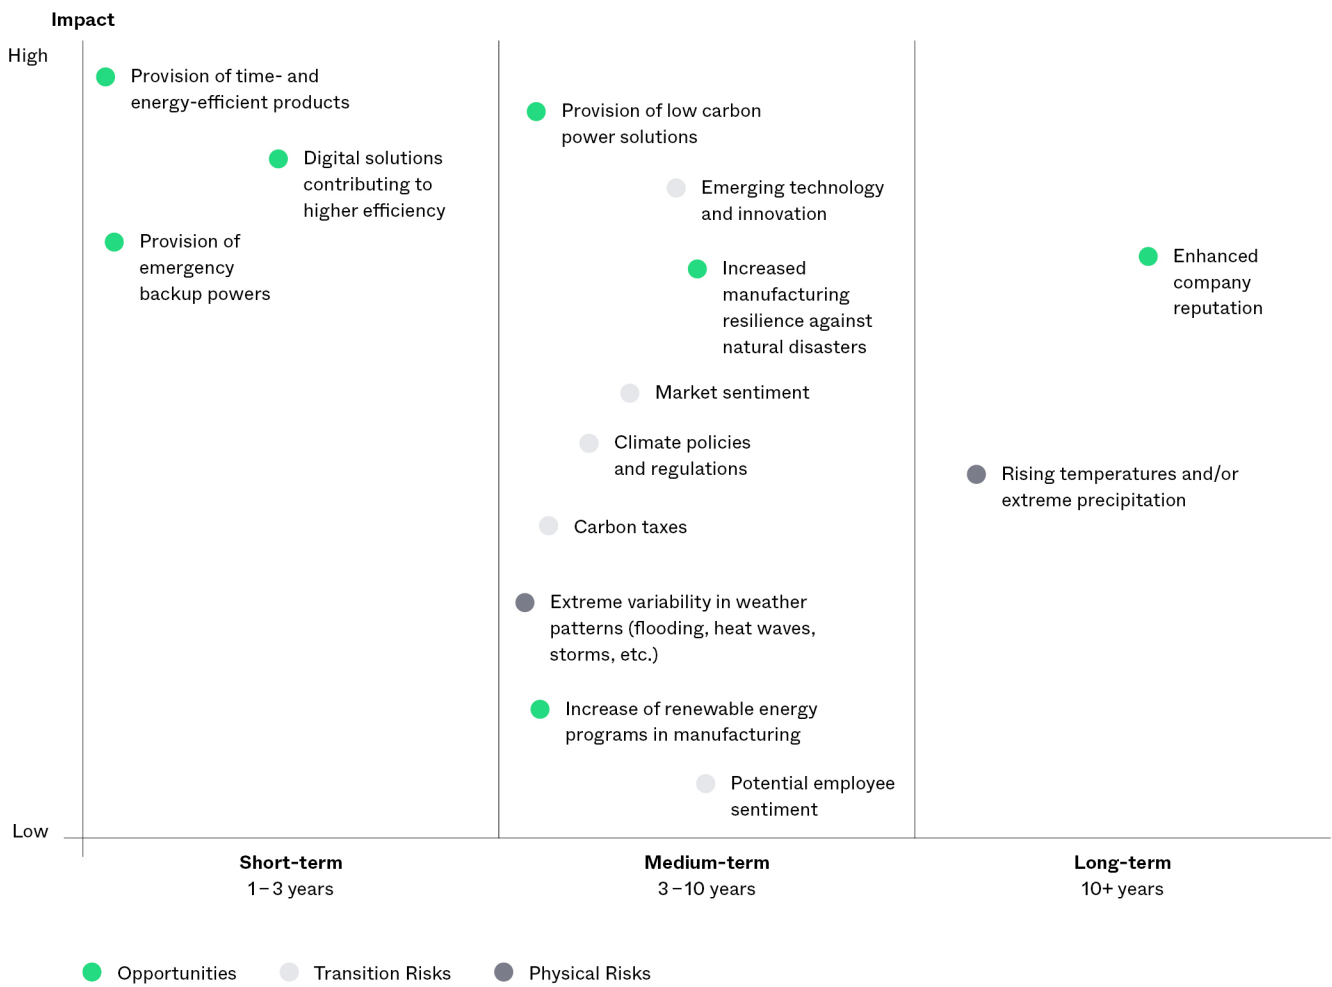 Impact
High
Provision of time- and
energy-efficient products
Digital solutions
contributing to
higher efficiency
Provision of
emergency
backup powers
Provision of low carbon
power solutions
Emerging technology
and innovation
Increased
manufacturing
resilience against
natural disasters
Market sentiment
Climate policies
and regulations
Carbon taxes
Extreme variability in weather
patterns (flooding, heat waves,
storms, etc.)
Increase of renewable energy
programs in manufacturing
Potential employee
sentiment
Enhanced
company
reputation
Rising temperatures and/or
extreme precipitation
Low
Short-term
1–3 years
Medium-term
3–10 years
Long-term
10+ years
Opportunities
Transition Risks
Physical Risks